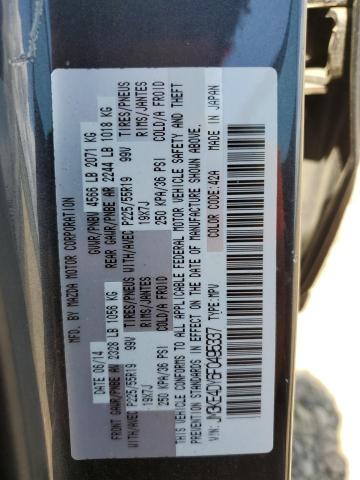 MFD. BY MAZDA MOTOR CORPORATION
DATE 06/14 GVWR/PNBV 4566 LB 2071 KG
FRONT GAWR/PNBE AV 2328 LB 1056 KG REAR GAWR/PNBE AR 2244 LB 1018 KG
TIRES/PNEUS WITH/AVEC P225/55R19 99V TIRES/PNEUS WITH/AVEC P225/55R19 99V
RIMS/JANTES 19X7J RIMS/JANTES 19X7J
COLD/A FROID 250 KPA/36 PSI COLD/A FROID 250 KPA/36 PSI
THIS VEHICLE CONFORMS TO ALL APPLICABLE FEDERAL MOTOR VEHICLE SAFETY AND THEFT
PREVENTION STANDARDS IN EFFECT ON THE DATE OF MANUFACTURE SHOWN ABOVE.
MADE IN JAPAN
VIN: JM3KE4DY5F0495337 TYPE: MPV COLOR CODE: 42A